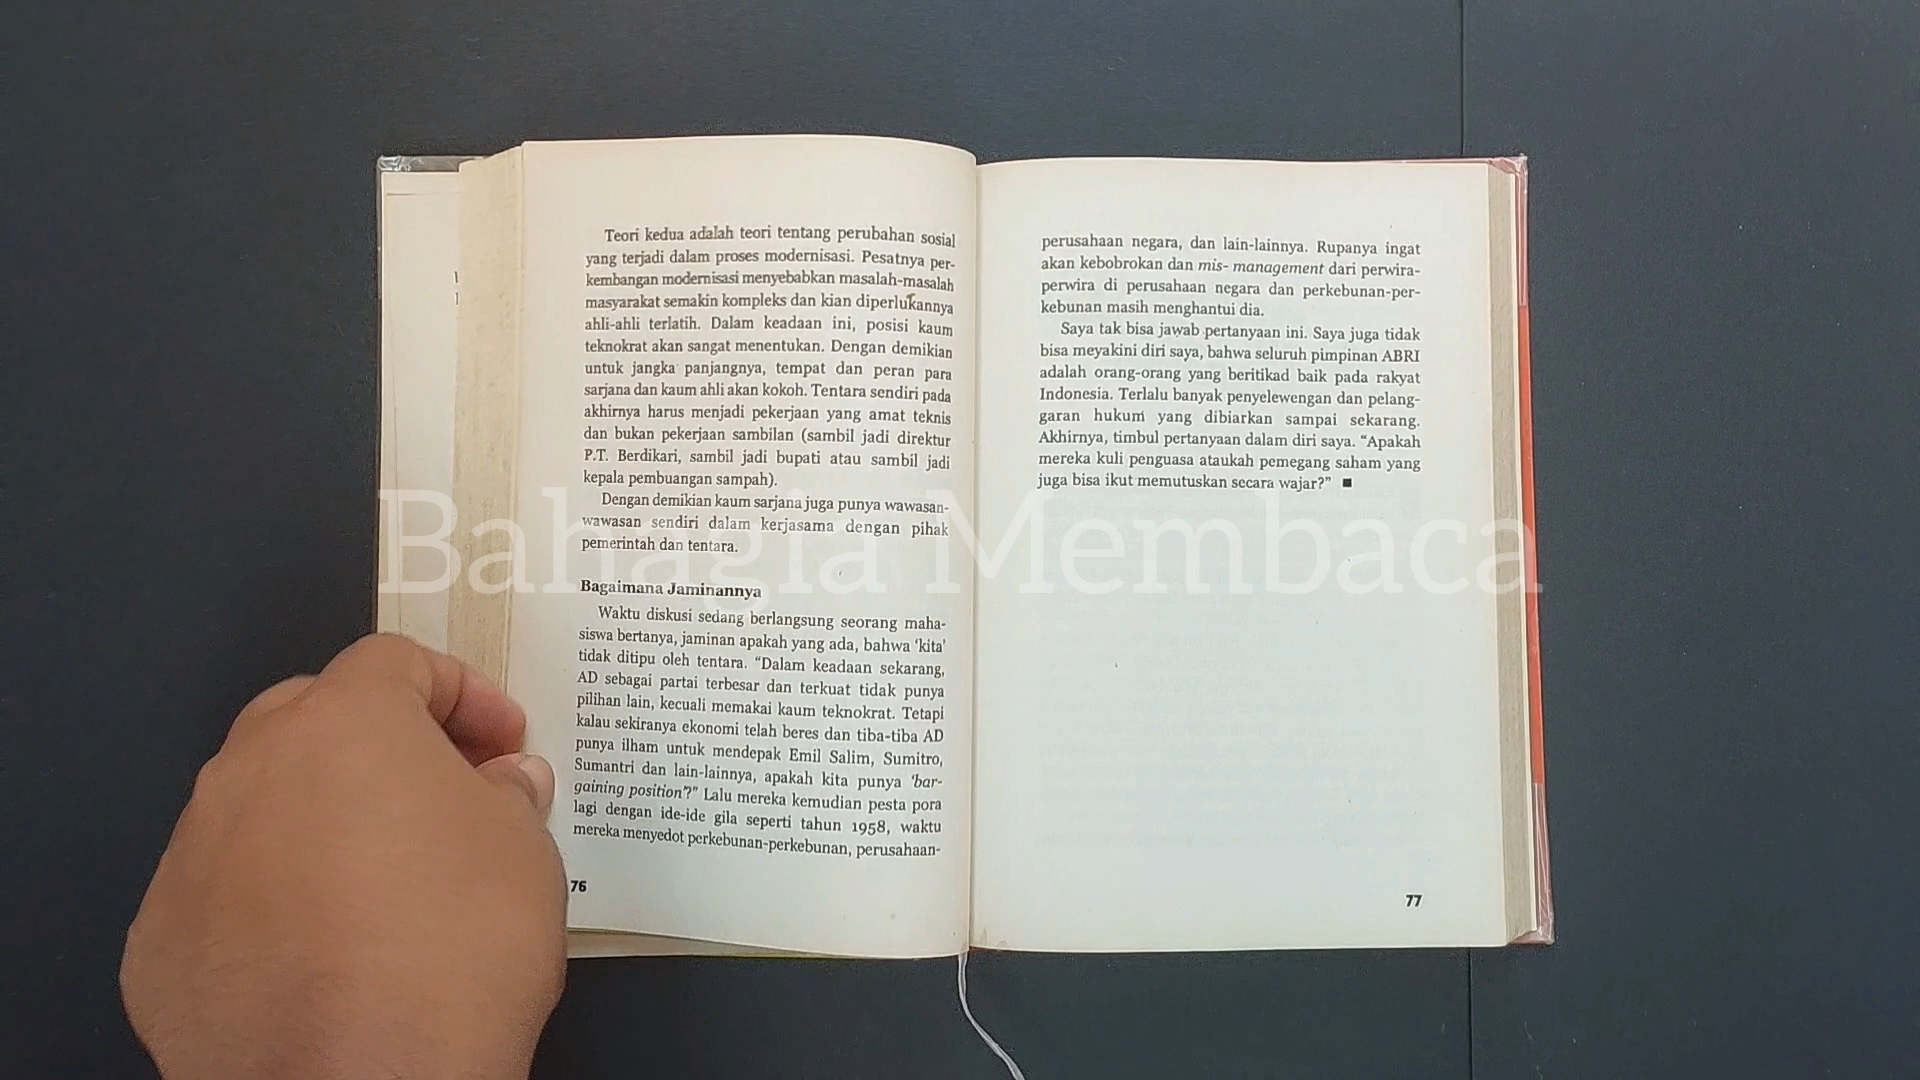 Teori kedua adalah teori tentang perubahan sosial
yang terjadi dalam proses modernisasi. Pesatnya per-
kembangan modernisasi menyebabkan masalah-masalah
masyarakat semakin kompleks dan kian diperlukannya
ahli-ahli terlatih. Dalam keadaan ini, posisi kaum
teknokrat akan sangat menentukan. Dengan demikian
untuk jangka panjangnya, tempat dan peran para
sarjana dan kaum ahli akan kokoh. Tentara sendiri pada
akhirnya harus menjadi pekerjaan yang amat teknis
dan bukan pekerjaan sambilan (sambil jadi direktur
P.T. Berdikari, sambil jadi bupati atau sambil jadi
kepala pembuangan sampah).
Dengan demikian kaum sarjana juga punya wawasan-
wawasan sendiri dalam kerjasama dengan pihak
pemerintah dan tentara.
Bagaimana Jaminannya
Waktu diskusi sedang berlangsung seorang maha-
siswa bertanya, jaminan apakah yang ada, bahwa ‘kita’
tidak ditipu oleh tentara. “Dalam keadaan sekarang,
AD sebagai partai terbesar dan terkuat tidak punya
pilihan lain, kecuali memakai kaum teknokrat. Tetapi
kalau sekiranya ekonomi telah beres dan tiba-tiba AD
punya ilham untuk mendepak Emil Salim, Sumitro,
Sumantri dan lain-lainnya, apakah kita punya ‘bar-
gaining position’?” Lalu mereka kemudian pesta pora
lagi dengan ide-ide gila seperti tahun 1958, waktu
mereka menyedot perkebunan-perkebunan, perusahaan-
76
perusahaan negara, dan lain-lainnya. Rupanya ingat
akan kebobrokan dan mis- management dari perwira-
perwira di perusahaan negara dan perkebunan-per-
kebunan masih menghantui dia.
Saya tak bisa jawab pertanyaan ini. Saya juga tidak
bisa meyakini diri saya, bahwa seluruh pimpinan ABRI
adalah orang-orang yang beritikad baik pada rakyat
Indonesia. Terlalu banyak penyelewengan dan pelang-
garan hukum yang dibiarkan sampai sekarang.
Akhirnya, timbul pertanyaan dalam diri saya. “Apakah
mereka kuli penguasa ataukah pemegang saham yang
juga bisa ikut memutuskan secara wajar?” ■
77
Bahagia Membaca